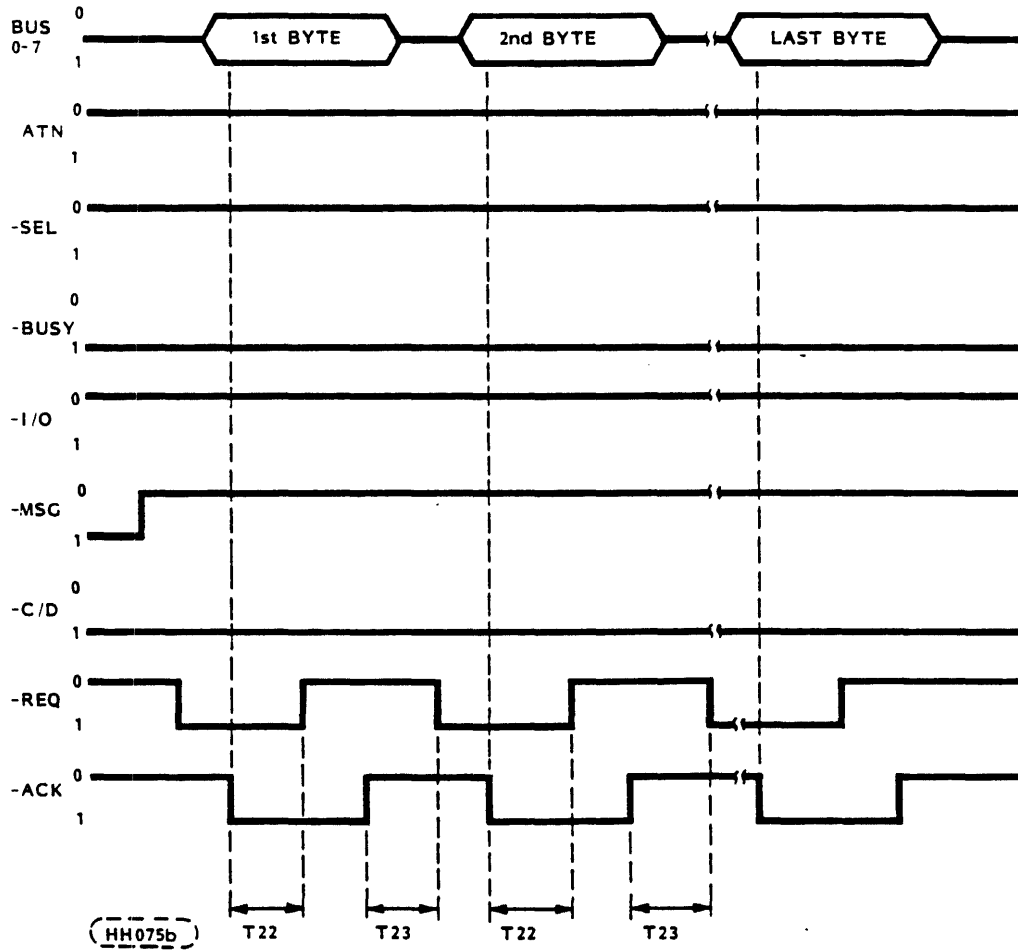 BUS
0-7
0
1
1st BYTE
2nd BYTE
LAST BYTE
0
ATN
1
0
-SEL
1
0
-BUSY
1
0
-I/O
1
0
-MSG
1
0
-C/D
1
0
-REQ
1
0
-ACK
1
T22
T23
T22
T23
HH075b